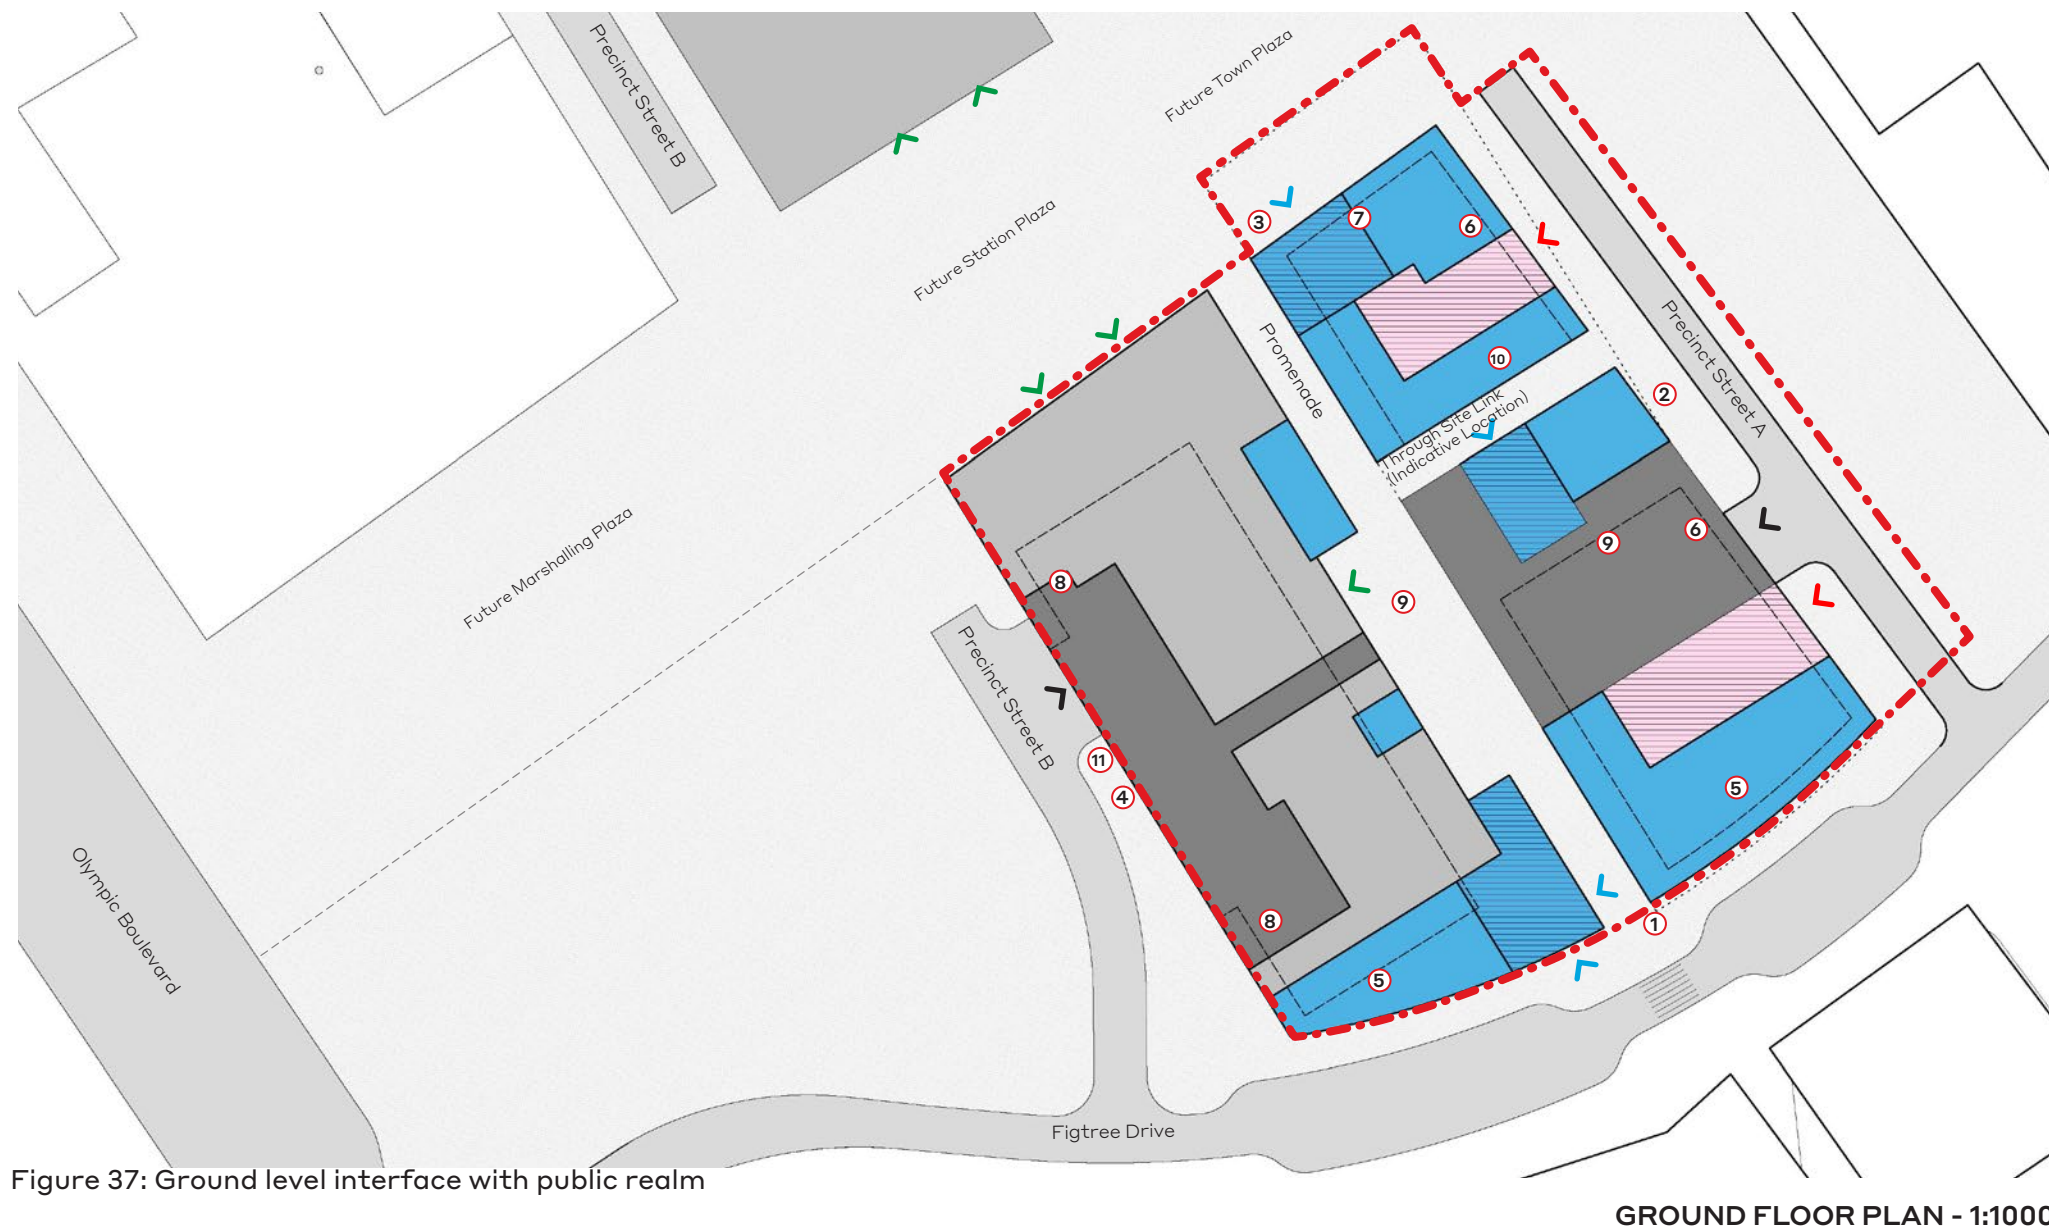 Precinct Street B
Future Town Plaza
Future Station Plaza
3
7
6
Promenade
10
Precinct Street A
2
Through Site Link
(Indicative Location)
Future Marshalling Plaza
8
9
6
9
Precinct Street B
11
4
5
Olympic Boulevard
8
1
5
Figtree Drive
Figure 37: Ground level interface with public realm
GROUND FLOOR PLAN - 1:1000